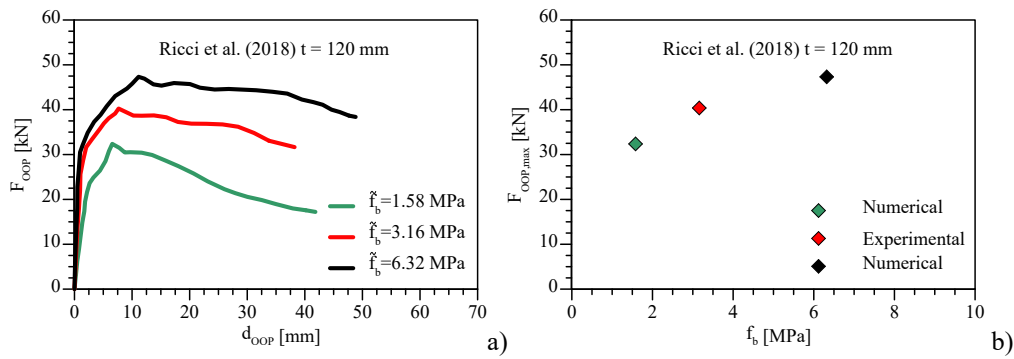 Ricci et al. (2018) t = 120 mm
60
50
40
30
20
10
0
F_OOP [kN]
f̃_b=1.58 MPa
f̃_b=3.16 MPa
f̃_b=6.32 MPa
0 10 20 30 40 50 60 70
d_OOP [mm]
a)
Ricci et al. (2018) t = 120 mm
60
50
40
30
20
10
0
F_OOP,max [kN]
Numerical
Experimental
Numerical
0 2 4 6 8 10
f_b [MPa]
b)